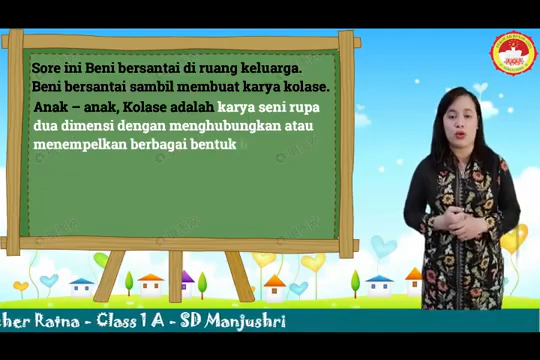 Sore ini Beni bersantai di ruang keluarga.
Beni bersantai sambil membuat karya kolase.
Anak – anak, Kolase adalah karya seni rupa
dua dimensi dengan menghubungkan atau
menempelkan berbagai bentuk
cher Ratna - Class 1 A - SD Manjushri